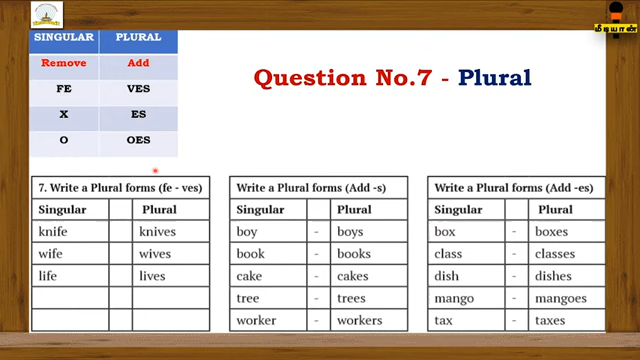 மீடியான்
SINGULAR PLURAL
Remove Add
FE VES
X ES
O OES
Question No.7 - Plural
7. Write a Plural forms (fe - ves)
Singular Plural
knife knives
wife wives
life lives
Write a Plural forms (Add -s)
Singular Plural
boy - boys
book - books
cake - cakes
tree - trees
worker - workers
Write a Plural forms (Add -es)
Singular Plural
box - boxes
class - classes
dish - dishes
mango - mangoes
tax - taxes